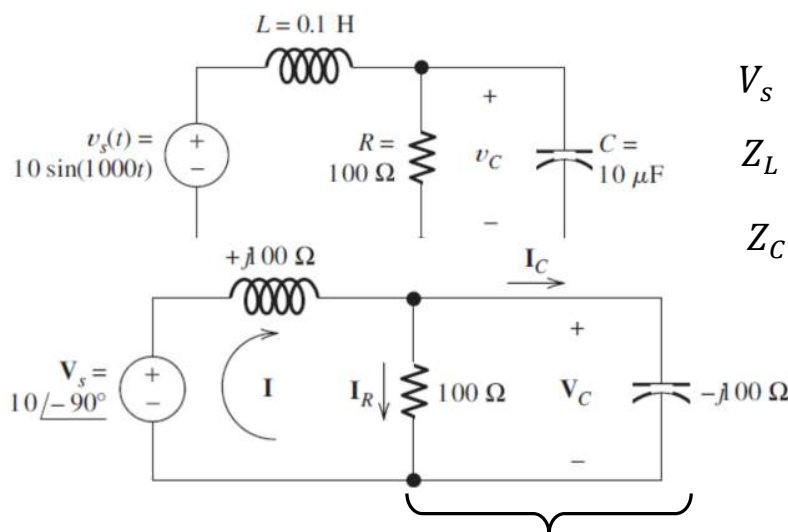 L = 0.1 H
v_s(t) =
10 sin(1000t)
+
−
R =
100 Ω
+
v_C
−
C =
10 μF
V_s
Z_L
Z_C
+j100 Ω
I_C
V_s =
10∠−90°
+
−
I
I_R
100 Ω
+
V_C
−
−j100 Ω